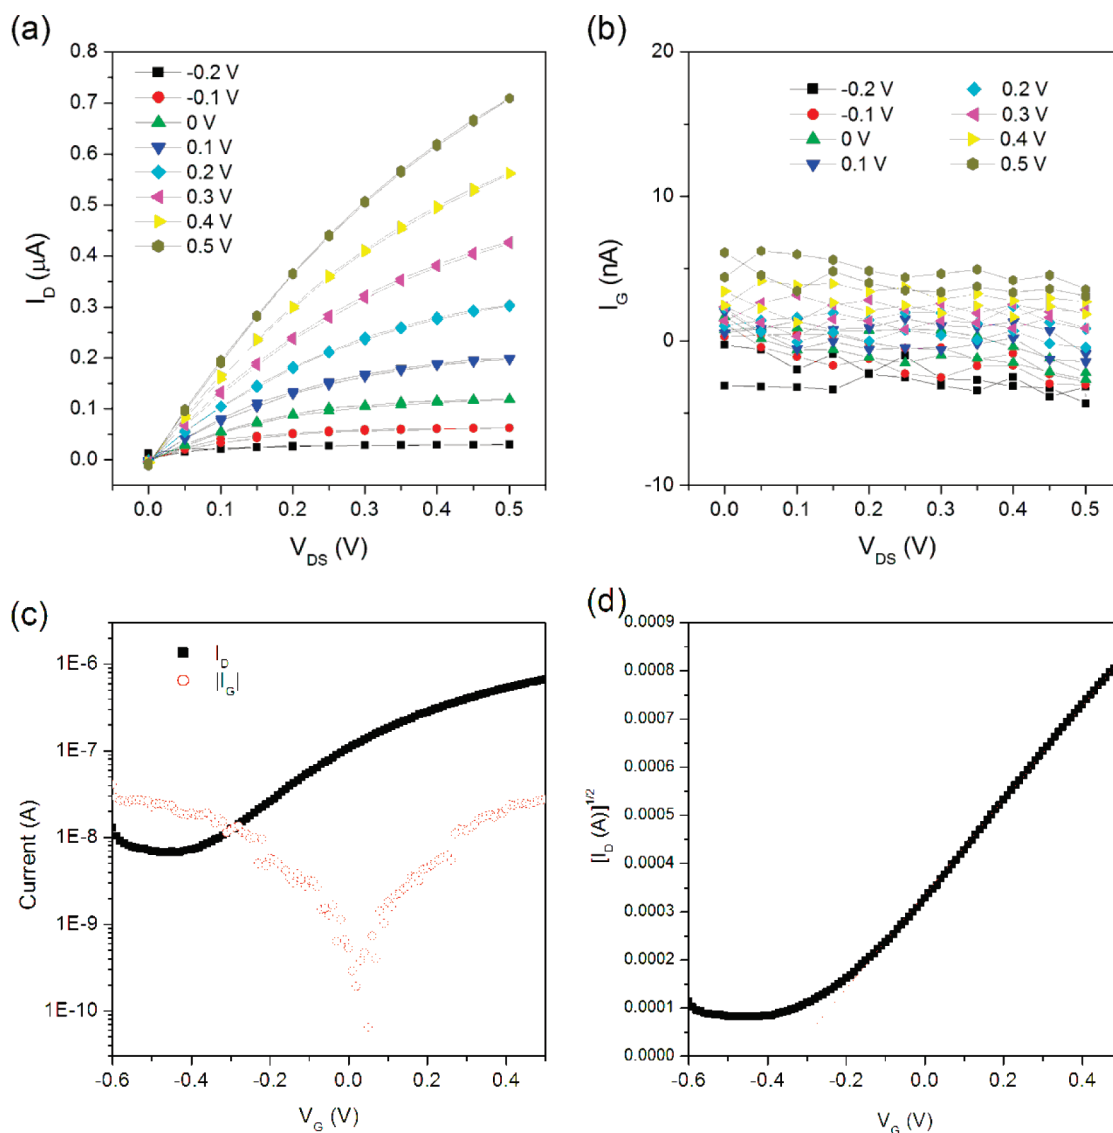 (a)
0.8
0.7
0.6
0.5
0.4
0.3
0.2
0.1
0.0
I_D (µA)
-0.2 V
-0.1 V
0 V
0.1 V
0.2 V
0.3 V
0.4 V
0.5 V
0.0 0.1 0.2 0.3 0.4 0.5
V_DS (V)
(b)
20
10
0
-10
I_G (nA)
-0.2 V 0.2 V
-0.1 V 0.3 V
0 V 0.4 V
0.1 V 0.5 V
0.0 0.1 0.2 0.3 0.4 0.5
V_DS (V)
(c)
1E-6
1E-7
1E-8
1E-9
1E-10
Current (A)
I_D
|I_G|
-0.6 -0.4 -0.2 0.0 0.2 0.4
V_G (V)
(d)
0.0009
0.0008
0.0007
0.0006
0.0005
0.0004
0.0003
0.0002
0.0001
0.0000
[I_D (A)]^1/2
-0.6 -0.4 -0.2 0.0 0.2 0.4
V_G (V)